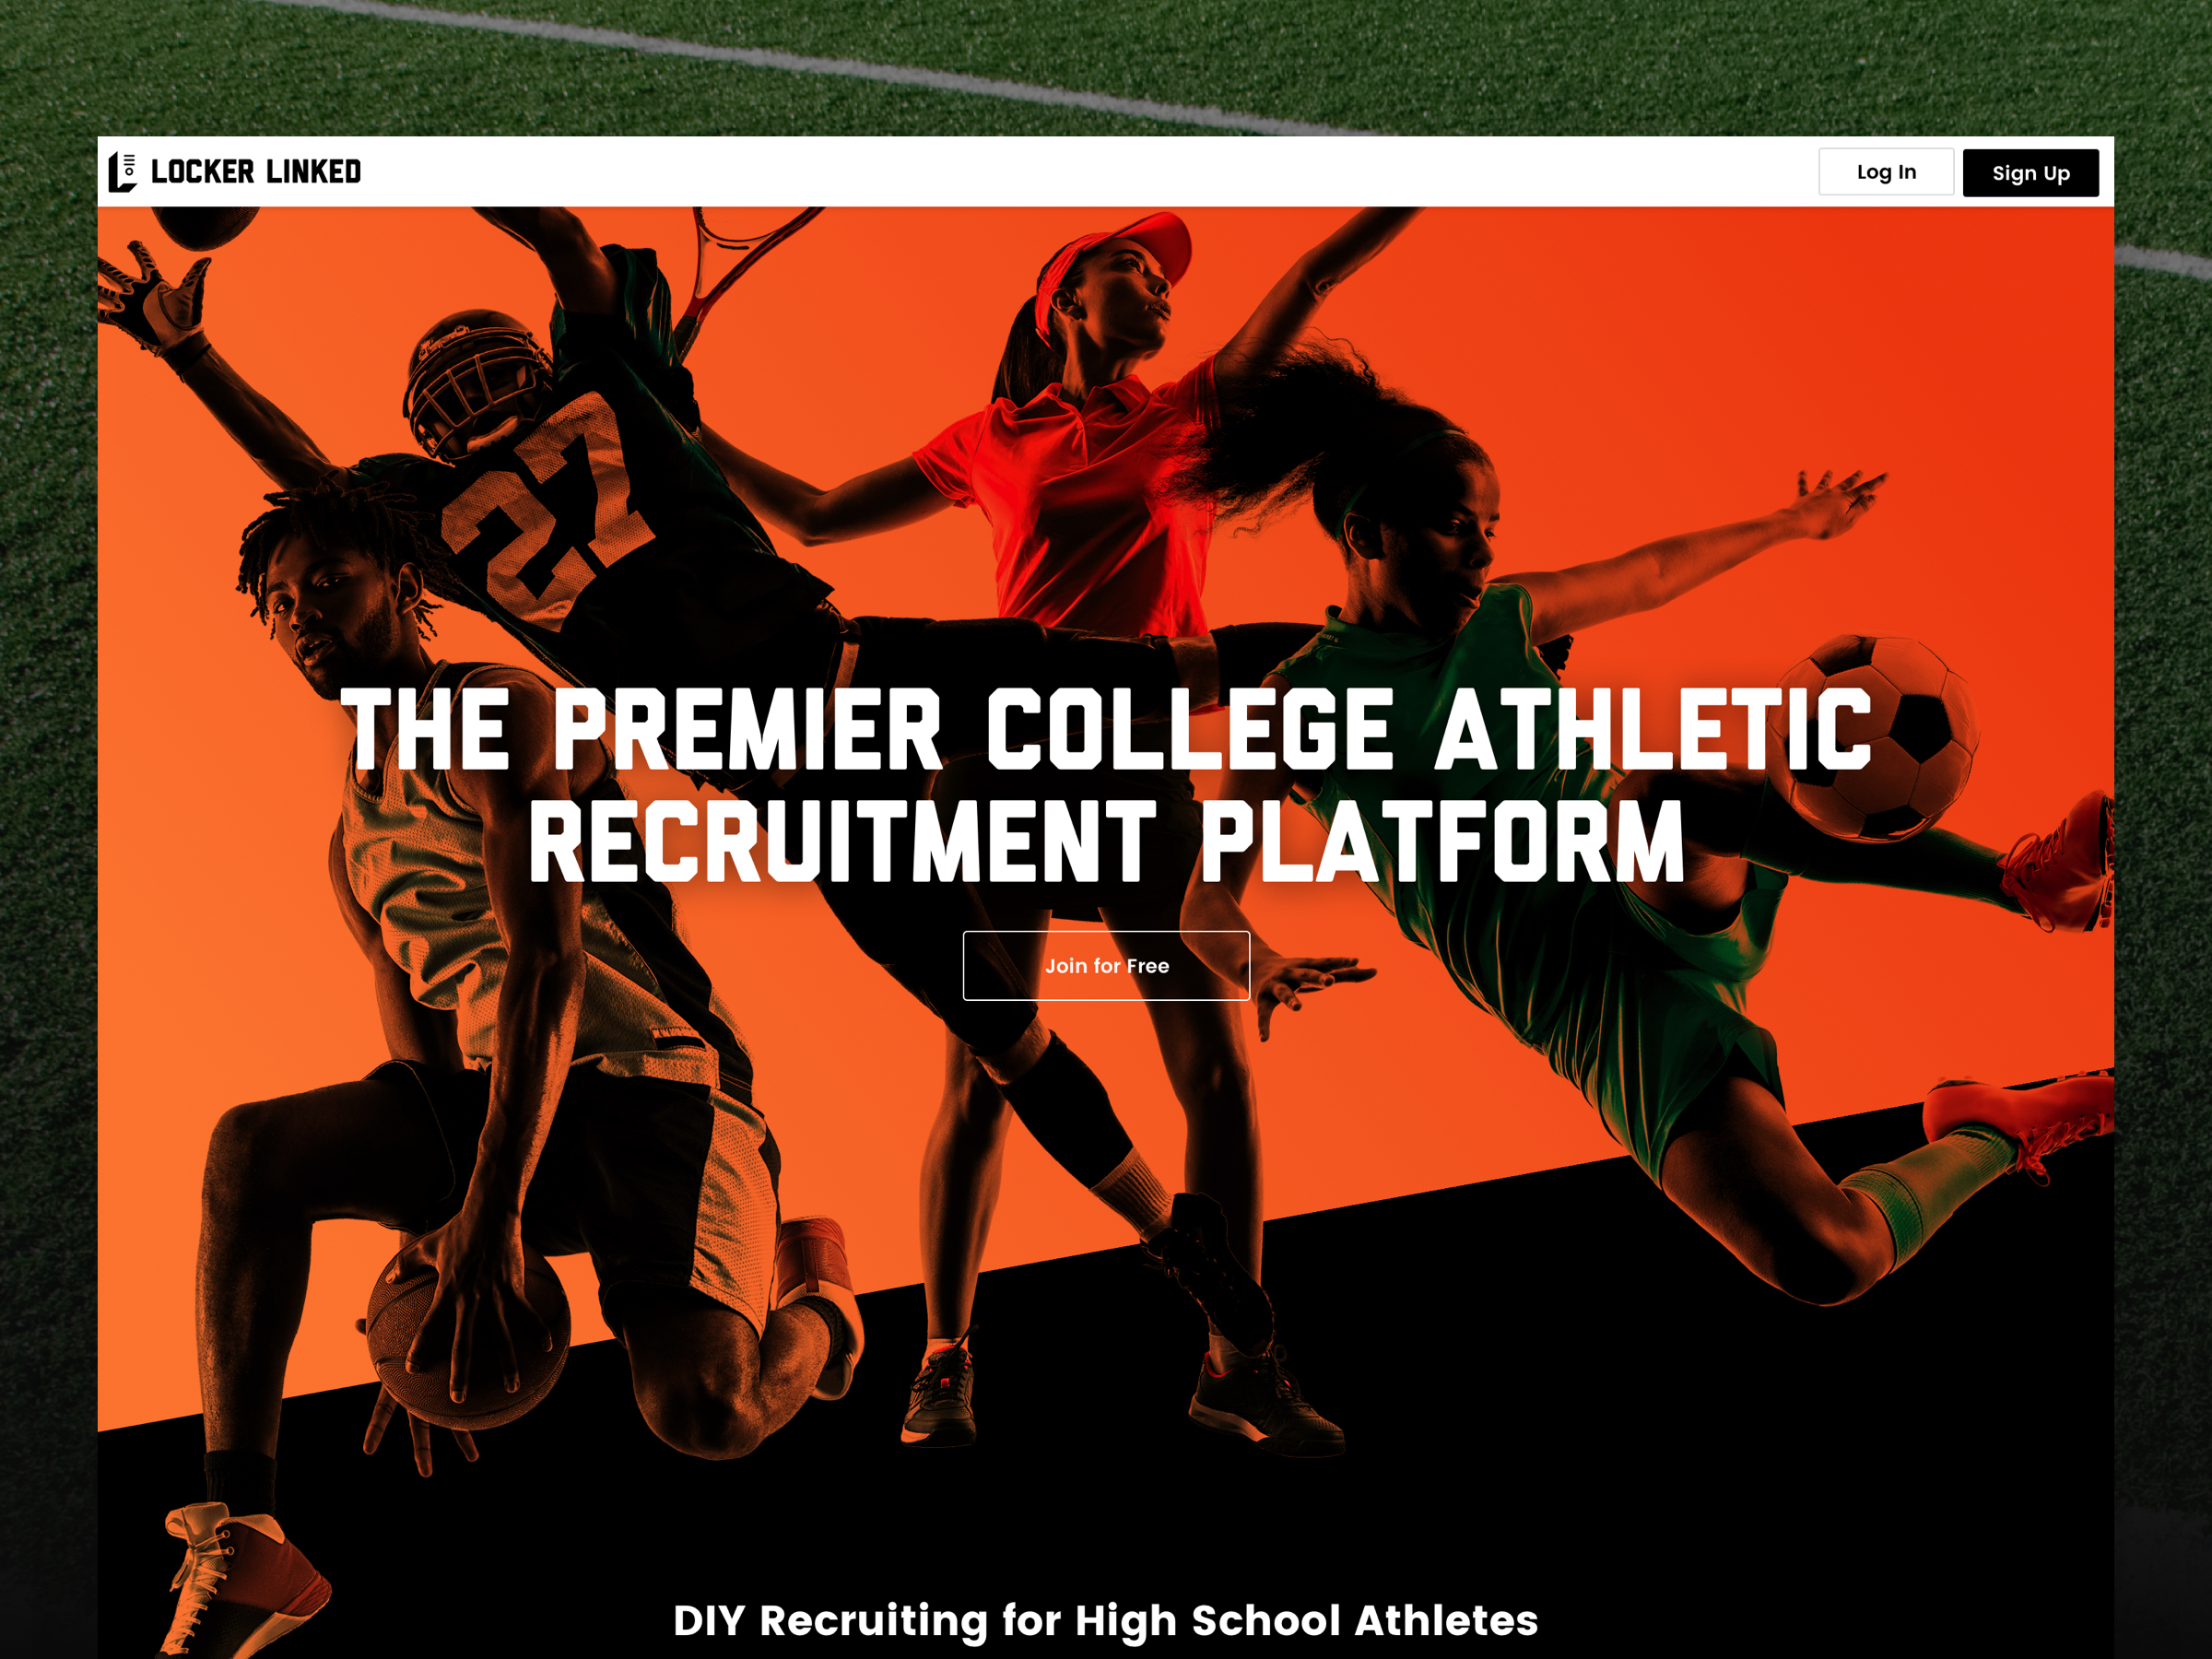 LOCKER LINKED
Log In
Sign Up
27
THE PREMIER COLLEGE ATHLETIC
RECRUITMENT PLATFORM
Join for Free
DIY Recruiting for High School Athletes